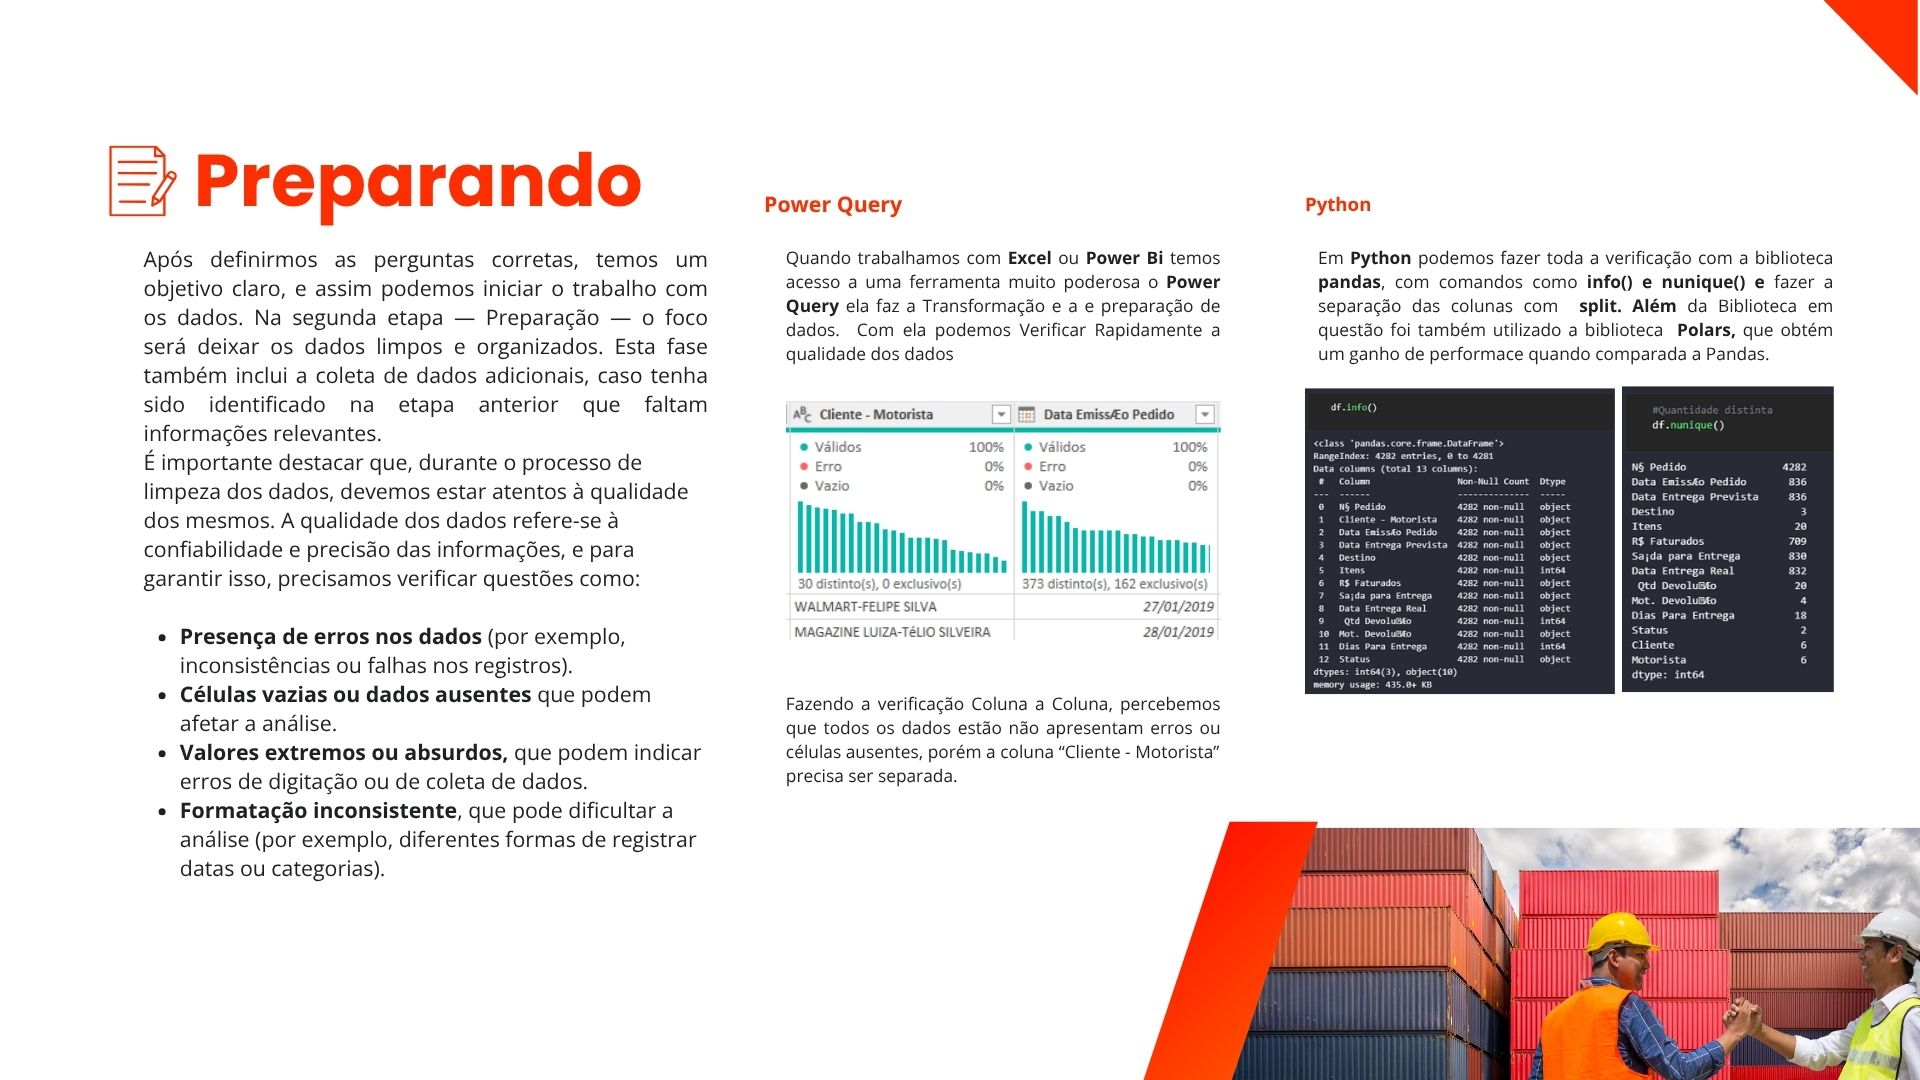 Preparando
Após definirmos as perguntas corretas, temos um
objetivo claro, e assim podemos iniciar o trabalho com
os dados. Na segunda etapa — Preparação — o foco
será deixar os dados limpos e organizados. Esta fase
também inclui a coleta de dados adicionais, caso tenha
sido identificado na etapa anterior que faltam
informações relevantes.
É importante destacar que, durante o processo de
limpeza dos dados, devemos estar atentos à qualidade
dos mesmos. A qualidade dos dados refere-se à
confiabilidade e precisão das informações, e para
garantir isso, precisamos verificar questões como:
• Presença de erros nos dados (por exemplo,
inconsistências ou falhas nos registros).
• Células vazias ou dados ausentes que podem
afetar a análise.
• Valores extremos ou absurdos, que podem indicar
erros de digitação ou de coleta de dados.
• Formatação inconsistente, que pode dificultar a
análise (por exemplo, diferentes formas de registrar
datas ou categorias).
Power Query
Quando trabalhamos com Excel ou Power Bi temos
acesso a uma ferramenta muito poderosa o Power
Query ela faz a Transformação e a e preparação de
dados. Com ela podemos Verificar Rapidamente a
qualidade dos dados
ABC Cliente - Motorista Data EmissÆo Pedido
Válidos 100% Válidos 100%
Erro 0% Erro 0%
Vazio 0% Vazio 0%
30 distinto(s), 0 exclusivo(s) 373 distinto(s), 162 exclusivo(s)
WALMART-FELIPE SILVA 27/01/2019
MAGAZINE LUIZA-TéLIO SILVEIRA 28/01/2019
Fazendo a verificação Coluna a Coluna, percebemos
que todos os dados estão não apresentam erros ou
células ausentes, porém a coluna “Cliente - Motorista”
precisa ser separada.
Python
Em Python podemos fazer toda a verificação com a biblioteca
pandas, com comandos como info() e nunique() e fazer a
separação das colunas com split. Além da Biblioteca em
questão foi também utilizado a biblioteca Polars, que obtém
um ganho de performace quando comparada a Pandas.
df.info()
<class 'pandas.core.frame.DataFrame'>
RangeIndex: 4282 entries, 0 to 4281
Data columns (total 13 columns):
# Column Non-Null Count Dtype
--- ------ -------------- -----
0 N§ Pedido 4282 non-null object
1 Cliente - Motorista 4282 non-null object
2 Data EmissÆo Pedido 4282 non-null object
3 Data Entrega Prevista 4282 non-null object
4 Destino 4282 non-null object
5 Itens 4282 non-null int64
6 R$ Faturados 4282 non-null object
7 Sa¡da para Entrega 4282 non-null object
8 Data Entrega Real 4282 non-null object
9 Qtd 4282 non-null int64
10 Mot. 4282 non-null object
11 Dias Para Entrega 4282 non-null int64
12 Status 4282 non-null object
dtypes: int64(3), object(10)
memory usage: 435.0+ KB
#Quantidade distinta
df.nunique()
N§ Pedido 4282
Data EmissÆo Pedido 836
Data Entrega Prevista 836
Destino 3
Itens 20
R$ Faturados 709
Sa¡da para Entrega 830
Data Entrega Real 832
Qtd 20
Mot. 4
Dias Para Entrega 18
Status 2
Cliente 6
Motorista 6
dtype: int64